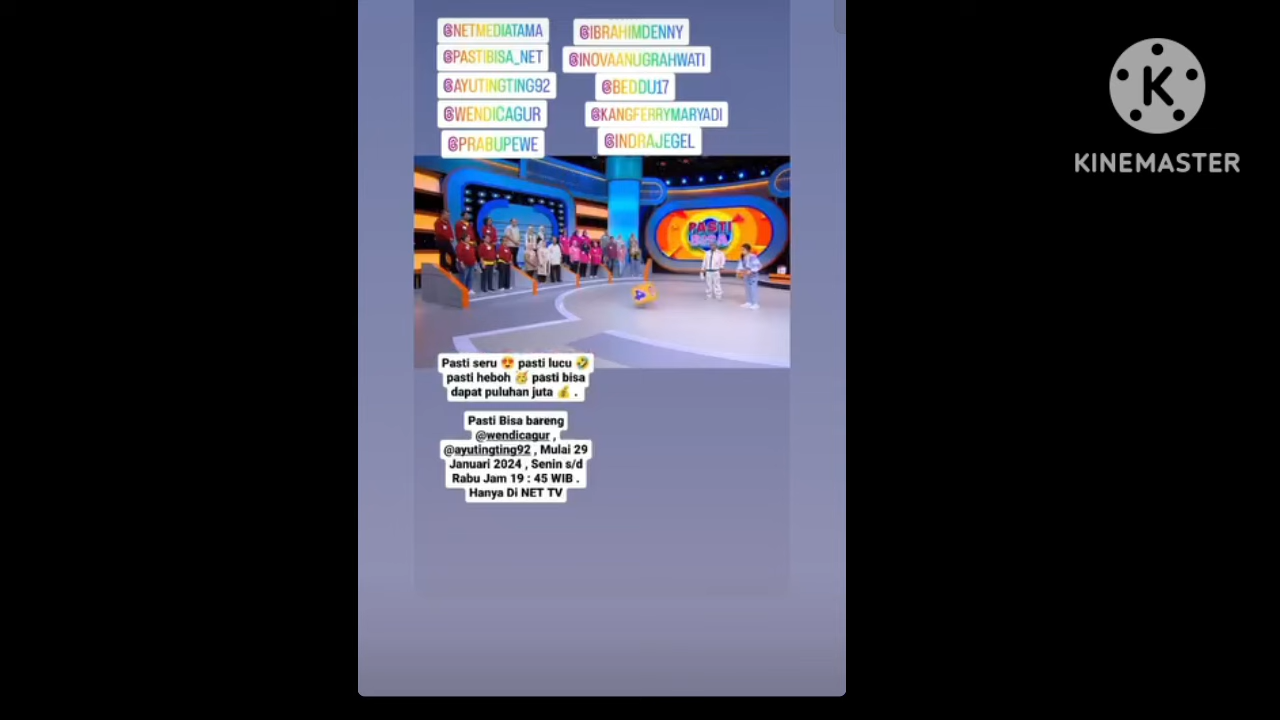 @NETMEDIATAMA
@PASTIBISA_NET
@AYUTINGTING92
@WENDICAGUR
@PRABUPEWE
@IBRAHIMDENNY
@INOVAANUGRAHWATI
@BEDDU17
@KANGFERRYMARYADI
@INDRAJEGEL
K
KINEMASTER
PASTI
BISA
Pasti seru 😍 pasti lucu 🤣
pasti heboh 🥳 pasti bisa
dapat puluhan juta 💰 .
Pasti Bisa bareng
@wendicagur ,
@ayutingting92 , Mulai 29
Januari 2024 , Senin s/d
Rabu Jam 19 : 45 WIB .
Hanya Di NET TV